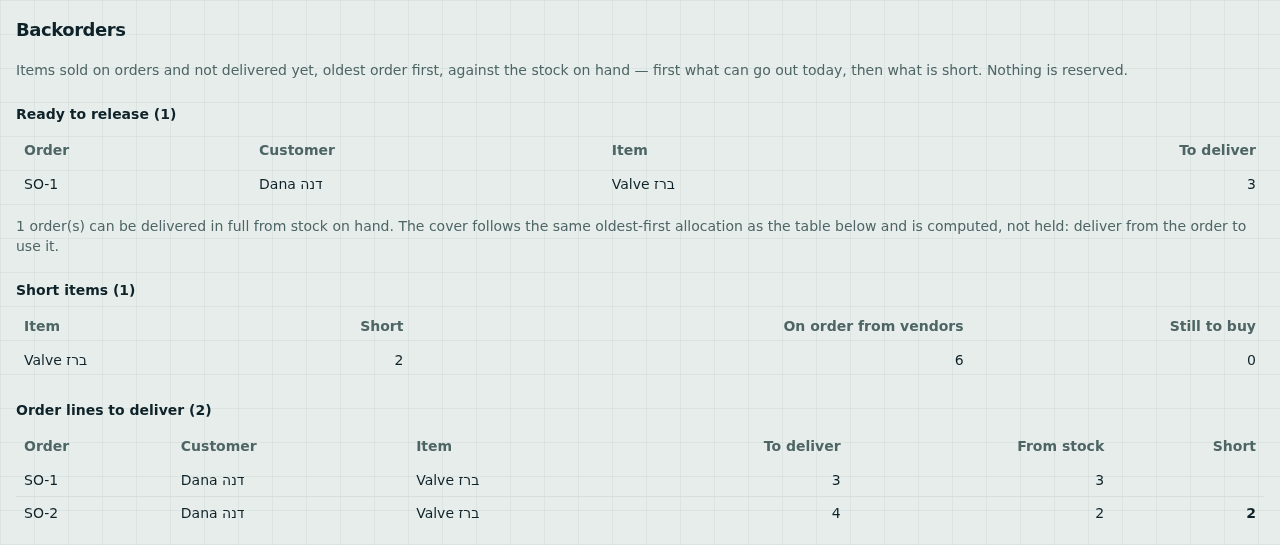 Backorders
Items sold on orders and not delivered yet, oldest order first, against the stock on hand — first what can go out today, then what is short. Nothing is reserved.
Ready to release (1)
Order Customer Item To deliver
SO-1 Dana דנה Valve ברז 3
1 order(s) can be delivered in full from stock on hand. The cover follows the same oldest-first allocation as the table below and is computed, not held: deliver from the order to
use it.
Short items (1)
Item Short On order from vendors Still to buy
Valve ברז 2 6 0
Order lines to deliver (2)
Order Customer Item To deliver From stock Short
SO-1 Dana דנה Valve ברז 3 3
SO-2 Dana דנה Valve ברז 4 2 2